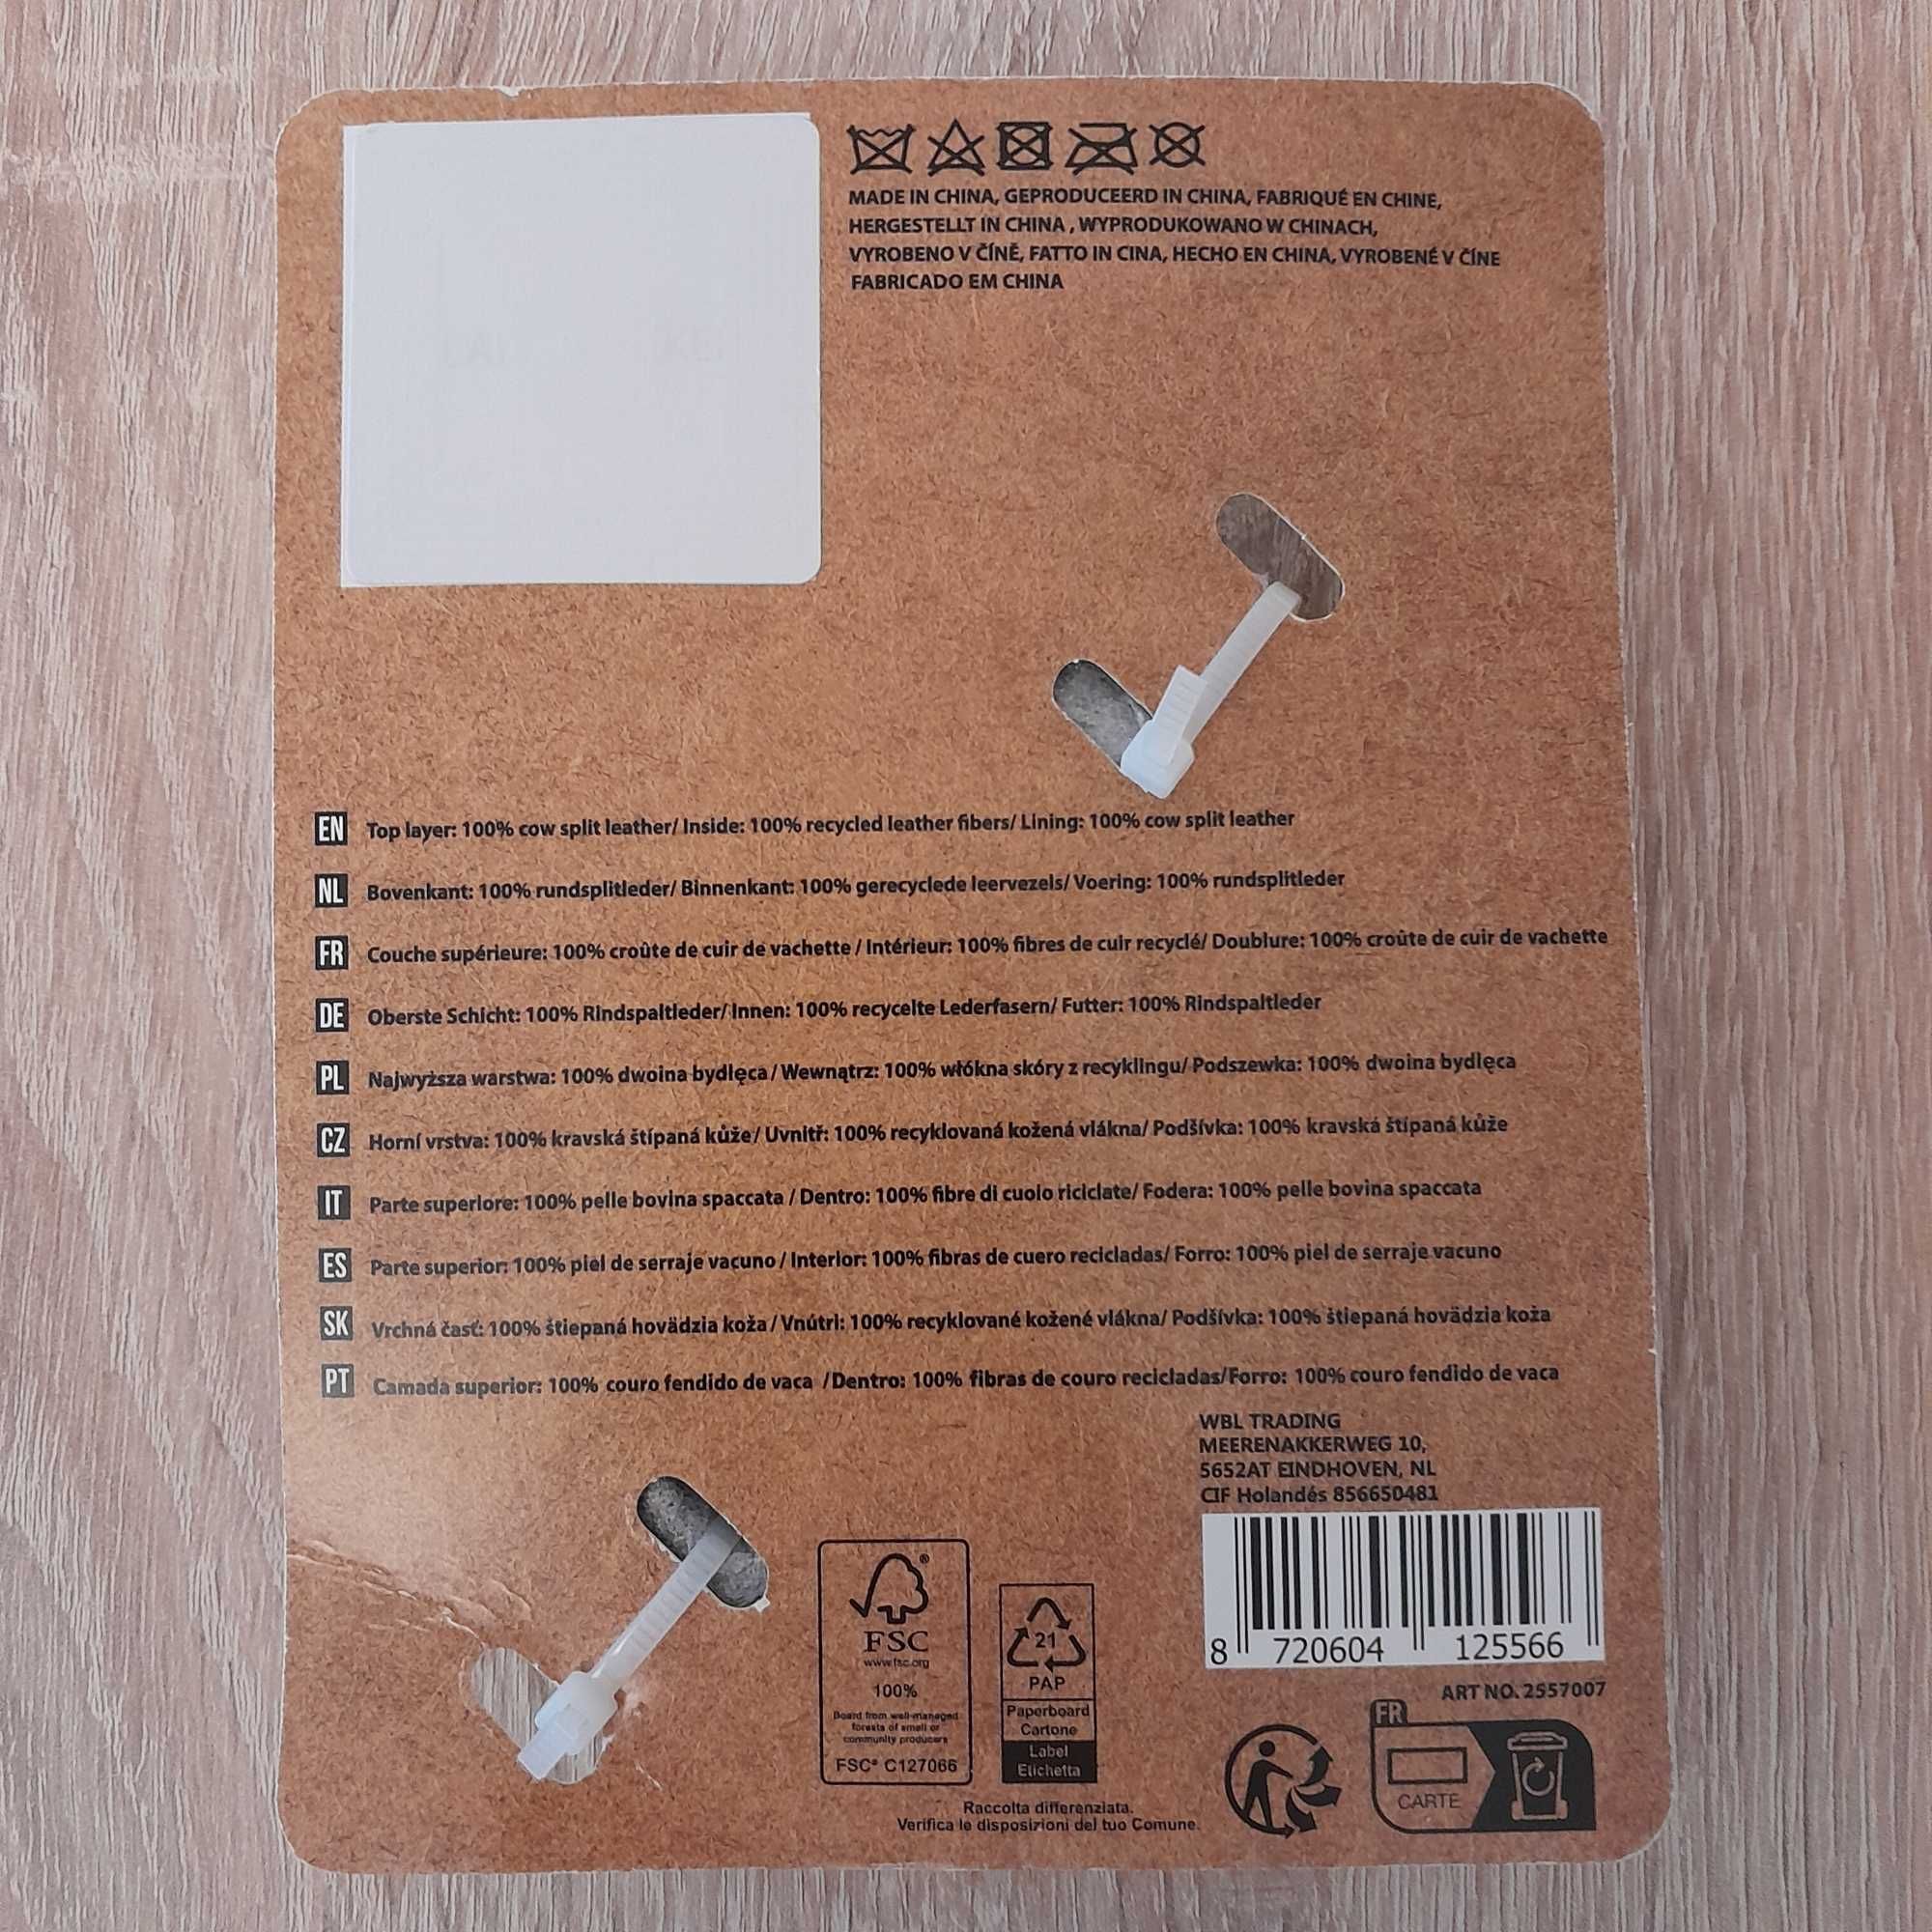 MADE IN CHINA, GEPRODUCEERD IN CHINA, FABRIQUÉ EN CHINE,
HERGESTELLT IN CHINA , WYPRODUKOWANO W CHINACH,
VYROBENO V ČÍNĚ, FATTO IN CINA, HECHO EN CHINA, VYROBENÉ V ČÍNE
FABRICADO EM CHINA
EN Top layer: 100% cow split leather/ Inside: 100% recycled leather fibers/ Lining: 100% cow split leather
NL Bovenkant: 100% rundsplitleder/ Binnenkant: 100% gerecyclede leervezels/ Voering: 100% rundsplitleder
FR Couche supérieure: 100% croûte de cuir de vachette / Intérieur: 100% fibres de cuir recyclé/ Doublure: 100% croûte de cuir de vachette
DE Oberste Schicht: 100% Rindspaltleder/ Innen: 100% recycelte Lederfasern/ Futter: 100% Rindspaltleder
PL Najwyższa warstwa: 100% dwoina bydlęca / Wewnątrz: 100% włókna skóry z recyklingu/ Podszewka: 100% dwoina bydlęca
CZ Horní vrstva: 100% kravská štípaná kůže/ Uvnitř: 100% recyklovaná kožená vlákna/ Podšívka: 100% kravská štípaná kůže
IT Parte superiore: 100% pelle bovina spaccata / Dentro: 100% fibre di cuoio riciclate/ Fodera: 100% pelle bovina spaccata
ES Parte superior: 100% piel de serraje vacuno / Interior: 100% fibras de cuero recicladas/ Forro: 100% piel de serraje vacuno
SK Vrchná časť: 100% štiepaná hovädzia koža / Vnútri: 100% recyklované kožené vlákna/ Podšívka: 100% štiepaná hovädzia koža
PT Camada superior: 100% couro fendido de vaca /Dentro: 100% fibras de couro recicladas/Forro: 100% couro fendido de vaca
WBL TRADING
MEERENAKKERWEG 10,
5652AT EINDHOVEN, NL
CIF Holandés 856650481
8 720604 125566
ART NO. 2557007
FSC
www.fsc.org
100%
Board from well-managed
forests of small or
community producers
FSC® C127066
21
PAP
Paperboard
Cartone
Label
Etichetta
Raccolta differenziata.
Verifica le disposizioni del tuo Comune.
FR
CARTE